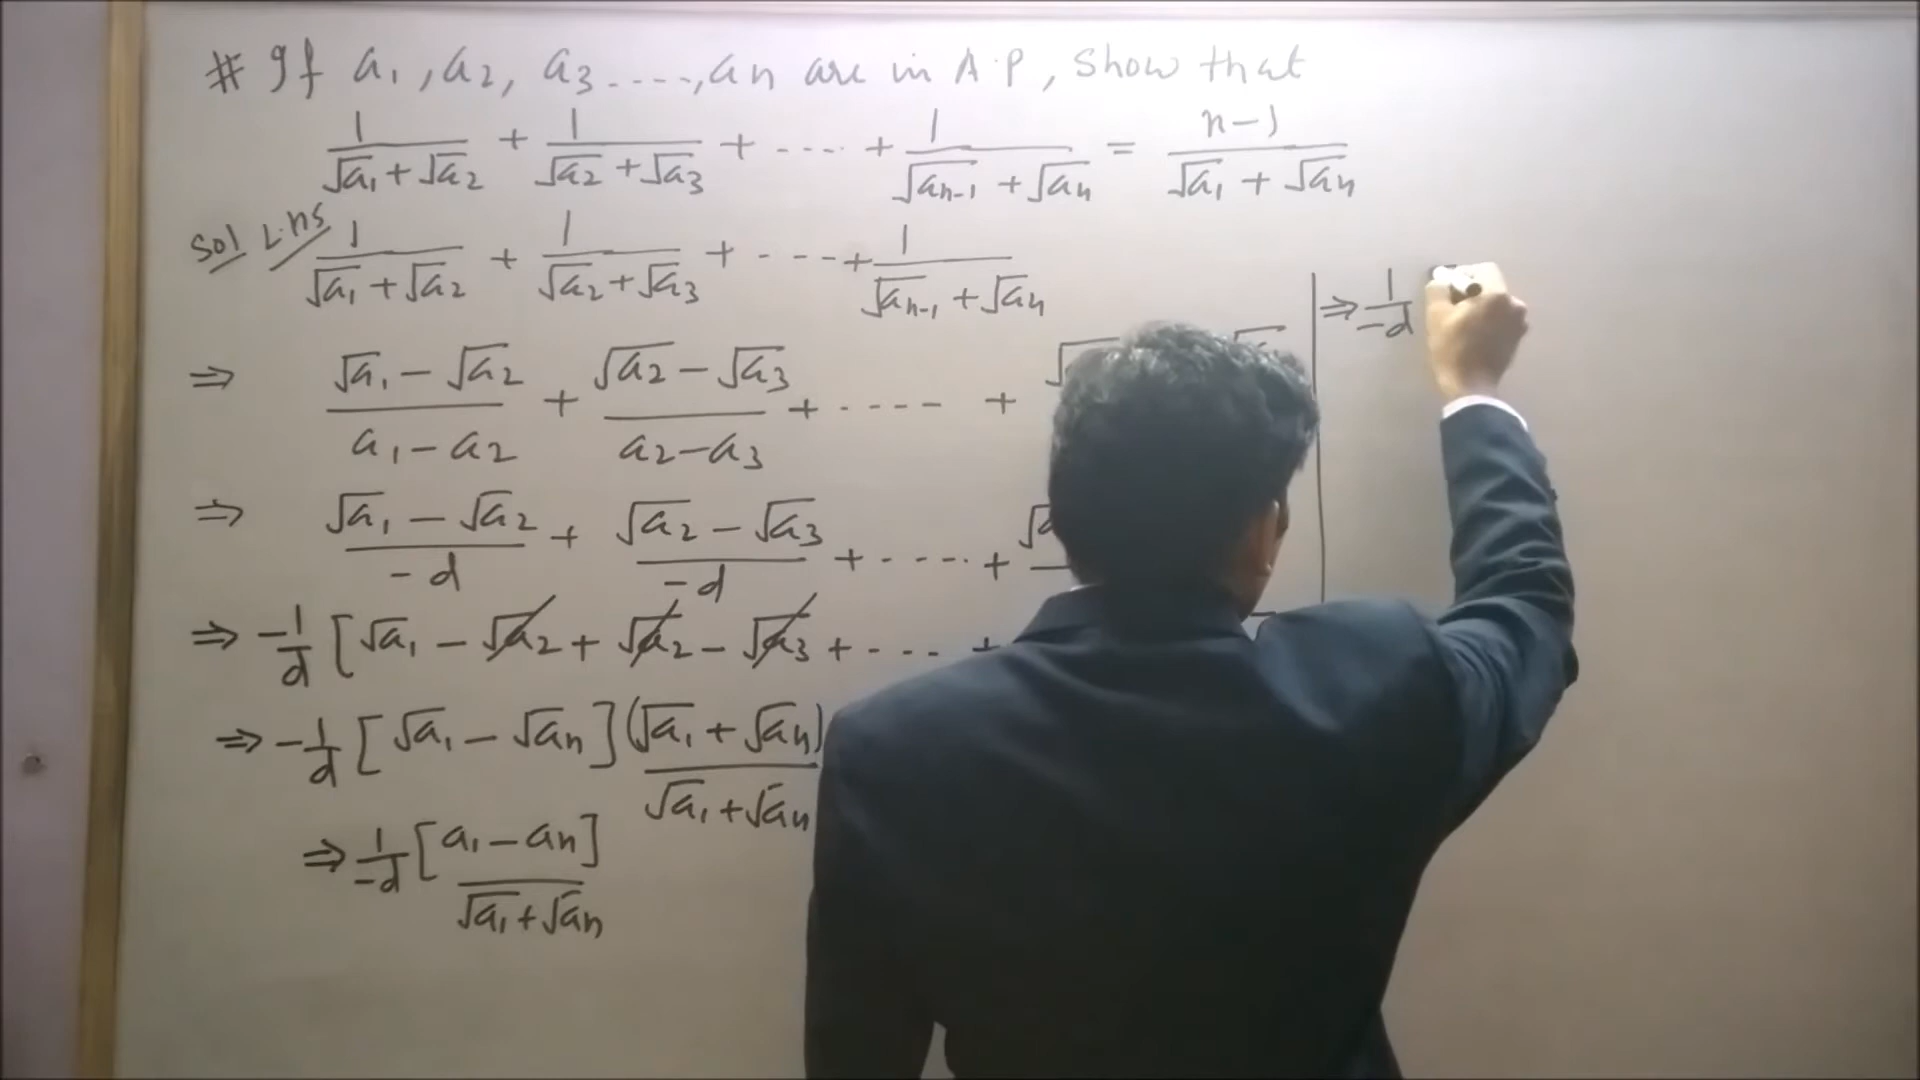 # If a₁, a₂, a₃ ----, an are in A.P, Show that
1/(√a₁ + √a₂) + 1/(√a₂ + √a₃) + ---- + 1/(√an-1 + √an) = (n-1)/(√a₁ + √an)
Sol L.H.S 1/(√a₁ + √a₂) + 1/(√a₂ + √a₃) + ---- + 1/(√an-1 + √an)
⇒ (√a₁ - √a₂)/(a₁ - a₂) + (√a₂ - √a₃)/(a₂ - a₃) + ---- +
⇒ (√a₁ - √a₂)/-d + (√a₂ - √a₃)/-d + ---- +
⇒ -1/d [√a₁ - √a₂ + √a₂ - √a₃ + ---- +
⇒ -1/d [√a₁ - √an] (√a₁ + √an)/(√a₁ + √an)
⇒ 1/-d [a₁ - an]/(√a₁ + √an)
⇒ 1/-d